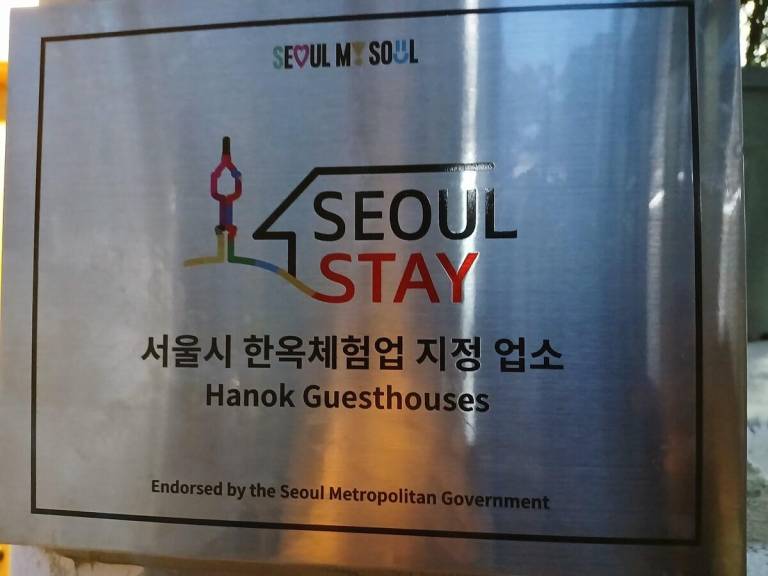 SEOUL MY SOUL
SEOUL
STAY
서울시 한옥체험업 지정 업소
Hanok Guesthouses
Endorsed by the Seoul Metropolitan Government